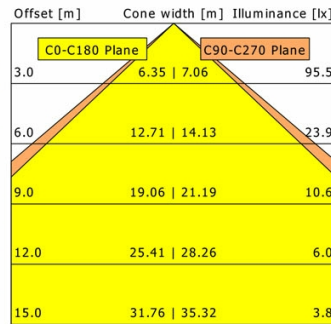 Offset [m] Cone width [m] Illuminance [lx]
C0-C180 Plane C90-C270 Plane
3.0 6.35 | 7.06 95.5
6.0 12.71 | 14.13 23.9
9.0 19.06 | 21.19 10.6
12.0 25.41 | 28.26 6.0
15.0 31.76 | 35.32 3.8